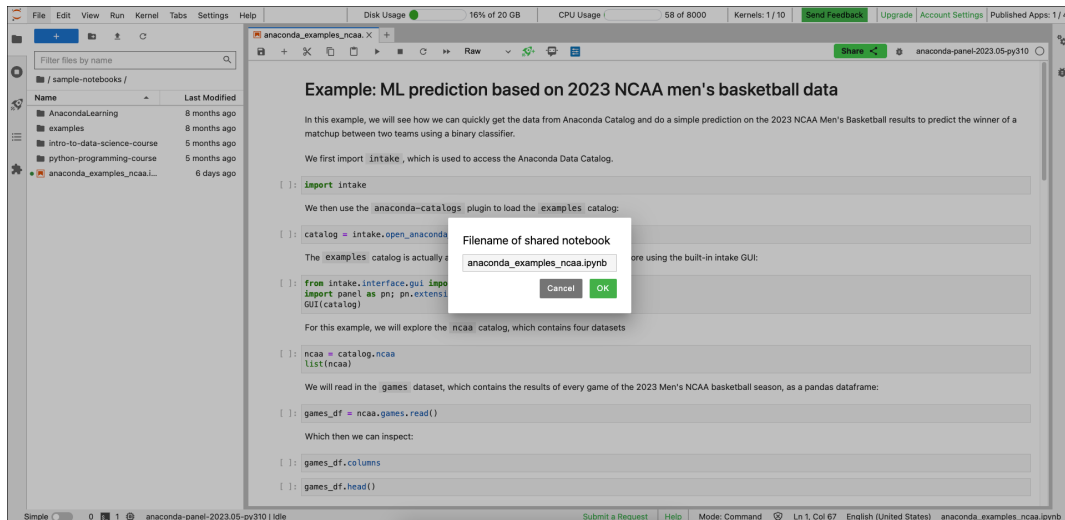 File Edit View Run Kernel Tabs Settings Help Disk Usage 16% of 20 GB CPU Usage 58 of 8000 Kernels: 1 / 10 Send Feedback Upgrade Account Settings Published Apps: 1 /
anaconda_examples_ncaa. ×
Raw Share anaconda-panel-2023.05-py310
Filter files by name
/ sample-notebooks /
Name Last Modified
AnacondaLearning 8 months ago
examples 8 months ago
intro-to-data-science-course 5 months ago
python-programming-course 5 months ago
anaconda_examples_ncaa.i... 6 days ago
Example: ML prediction based on 2023 NCAA men's basketball data
In this example, we will see how we can quickly get the data from Anaconda Catalog and do a simple prediction on the 2023 NCAA Men's Basketball results to predict the winner of a
matchup between two teams using a binary classifier.
We first import intake, which is used to access the Anaconda Data Catalog.
[ ]: import intake
We then use the anaconda-catalogs plugin to load the examples catalog:
[ ]: catalog = intake.open_anaconda_
The examples catalog is actually a ore using the built-in intake GUI:
[ ]: from intake.interface.gui impo
import panel as pn; pn.extensi
GUI(catalog)
Filename of shared notebook
anaconda_examples_ncaa.ipynb
Cancel OK
For this example, we will explore the ncaa catalog, which contains four datasets
[ ]: ncaa = catalog.ncaa
list(ncaa)
We will read in the games dataset, which contains the results of every game of the 2023 Men's NCAA basketball season, as a pandas dataframe:
[ ]: games_df = ncaa.games.read()
Which then we can inspect:
[ ]: games_df.columns
[ ]: games_df.head()
Simple 0 1 anaconda-panel-2023.05-py310 | Idle Submit a Request Help Mode: Command Ln 1, Col 67 English (United States) anaconda_examples_ncaa.ipynb